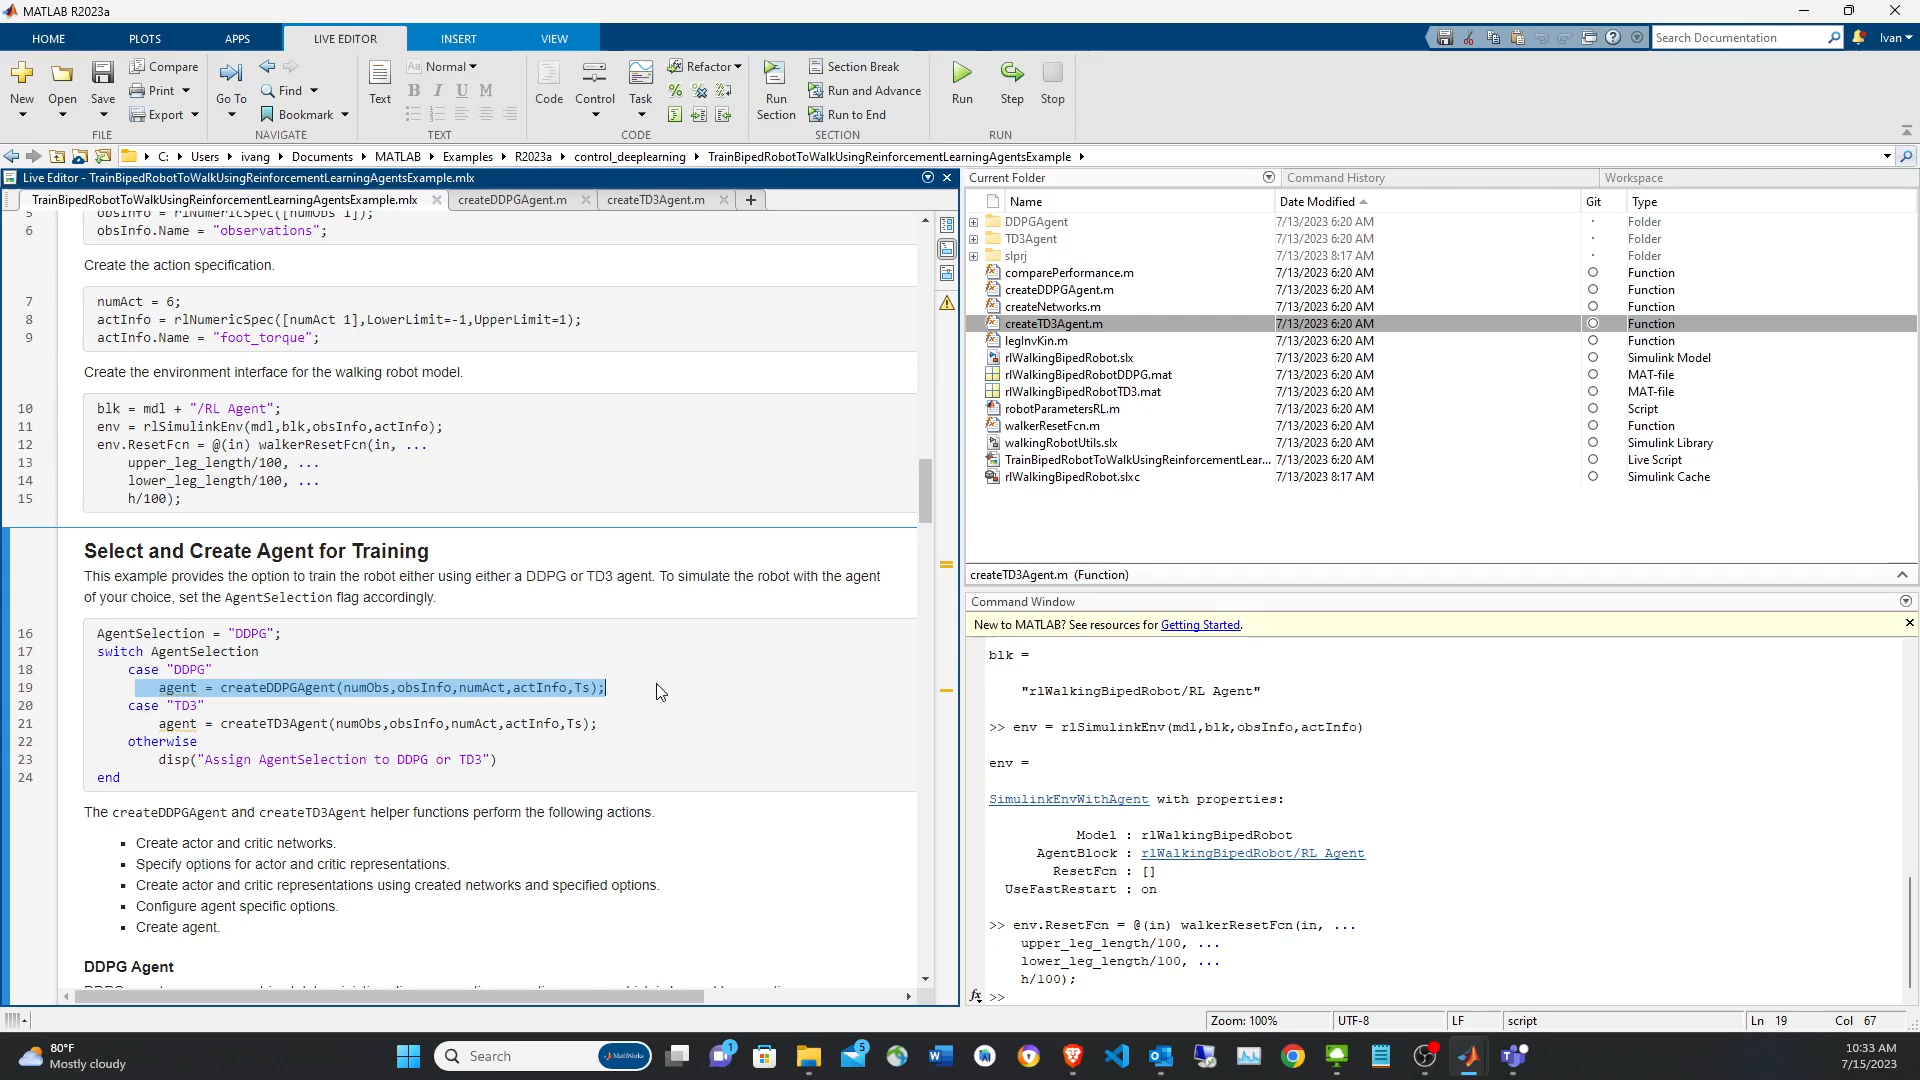 MATLAB R2023a
HOME PLOTS APPS LIVE EDITOR INSERT VIEW
Search Documentation Ivan
New Open Save Compare Print Export
Go To Find Bookmark
Text Normal B I U M
Code Control Task Refactor
Run Section Section Break Run and Advance Run to End
Run Step Stop
FILE NAVIGATE TEXT CODE SECTION RUN
C: Users ivang Documents MATLAB Examples R2023a control_deeplearning TrainBipedRobotToWalkUsingReinforcementLearningAgentsExample
Live Editor - TrainBipedRobotToWalkUsingReinforcementLearningAgentsExample.mlx
TrainBipedRobotToWalkUsingReinforcementLearningAgentsExample.mlx createDDPGAgent.m createTD3Agent.m +
5 obsInfo = rlNumericSpec([numObs 1]);
6 obsInfo.Name = "observations";
Create the action specification.
7 numAct = 6;
8 actInfo = rlNumericSpec([numAct 1],LowerLimit=-1,UpperLimit=1);
9 actInfo.Name = "foot_torque";
Create the environment interface for the walking robot model.
10 blk = mdl + "/RL Agent";
11 env = rlSimulinkEnv(mdl,blk,obsInfo,actInfo);
12 env.ResetFcn = @(in) walkerResetFcn(in, ...
13 upper_leg_length/100, ...
14 lower_leg_length/100, ...
15 h/100);
Select and Create Agent for Training
This example provides the option to train the robot either using either a DDPG or TD3 agent. To simulate the robot with the agent
of your choice, set the AgentSelection flag accordingly.
16 AgentSelection = "DDPG";
17 switch AgentSelection
18 case "DDPG"
19 agent = createDDPGAgent(numObs,obsInfo,numAct,actInfo,Ts);
20 case "TD3"
21 agent = createTD3Agent(numObs,obsInfo,numAct,actInfo,Ts);
22 otherwise
23 disp("Assign AgentSelection to DDPG or TD3")
24 end
The createDDPGAgent and createTD3Agent helper functions perform the following actions.
• Create actor and critic networks.
• Specify options for actor and critic representations.
• Create actor and critic representations using created networks and specified options.
• Configure agent specific options.
• Create agent.
DDPG Agent
Current Folder Command History Workspace
Name Date Modified Git Type
DDPGAgent 7/13/2023 6:20 AM Folder
TD3Agent 7/13/2023 6:20 AM Folder
slprj 7/13/2023 8:17 AM Folder
comparePerformance.m 7/13/2023 6:20 AM Function
createDDPGAgent.m 7/13/2023 6:20 AM Function
createNetworks.m 7/13/2023 6:20 AM Function
createTD3Agent.m 7/13/2023 6:20 AM Function
legInvKin.m 7/13/2023 6:20 AM Function
rlWalkingBipedRobot.slx 7/13/2023 6:20 AM Simulink Model
rlWalkingBipedRobotDDPG.mat 7/13/2023 6:20 AM MAT-file
rlWalkingBipedRobotTD3.mat 7/13/2023 6:20 AM MAT-file
robotParametersRL.m 7/13/2023 6:20 AM Script
walkerResetFcn.m 7/13/2023 6:20 AM Function
walkingRobotUtils.slx 7/13/2023 6:20 AM Simulink Library
TrainBipedRobotToWalkUsingReinforcementLear... 7/13/2023 6:20 AM Live Script
rlWalkingBipedRobot.slxc 7/13/2023 8:17 AM Simulink Cache
createTD3Agent.m (Function)
Command Window
New to MATLAB? See resources for Getting Started.
blk =
"rlWalkingBipedRobot/RL Agent"
>> env = rlSimulinkEnv(mdl,blk,obsInfo,actInfo)
env =
SimulinkEnvWithAgent with properties:
Model : rlWalkingBipedRobot
AgentBlock : rlWalkingBipedRobot/RL Agent
ResetFcn : []
UseFastRestart : on
>> env.ResetFcn = @(in) walkerResetFcn(in, ...
upper_leg_length/100, ...
lower_leg_length/100, ...
h/100);
fx >>
Zoom: 100% UTF-8 LF script Ln 19 Col 67
80°F
Mostly cloudy
Search MathWorks 1 5
10:33 AM
7/15/2023